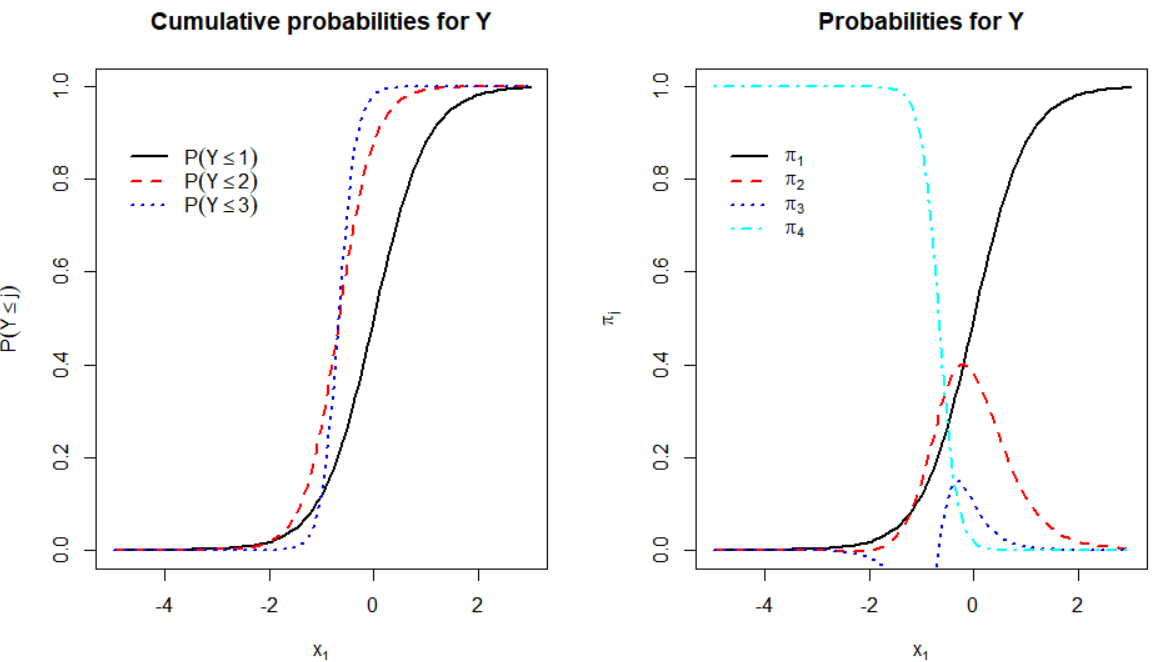 Cumulative probabilities for Y
P(Y ≤ j)
1.0
0.8
0.6
0.4
0.2
0.0
P(Y ≤ 1)
P(Y ≤ 2)
P(Y ≤ 3)
-4 -2 0 2
x₁
Probabilities for Y
πⱼ
1.0
0.8
0.6
0.4
0.2
0.0
π₁
π₂
π₃
π₄
-4 -2 0 2
x₁